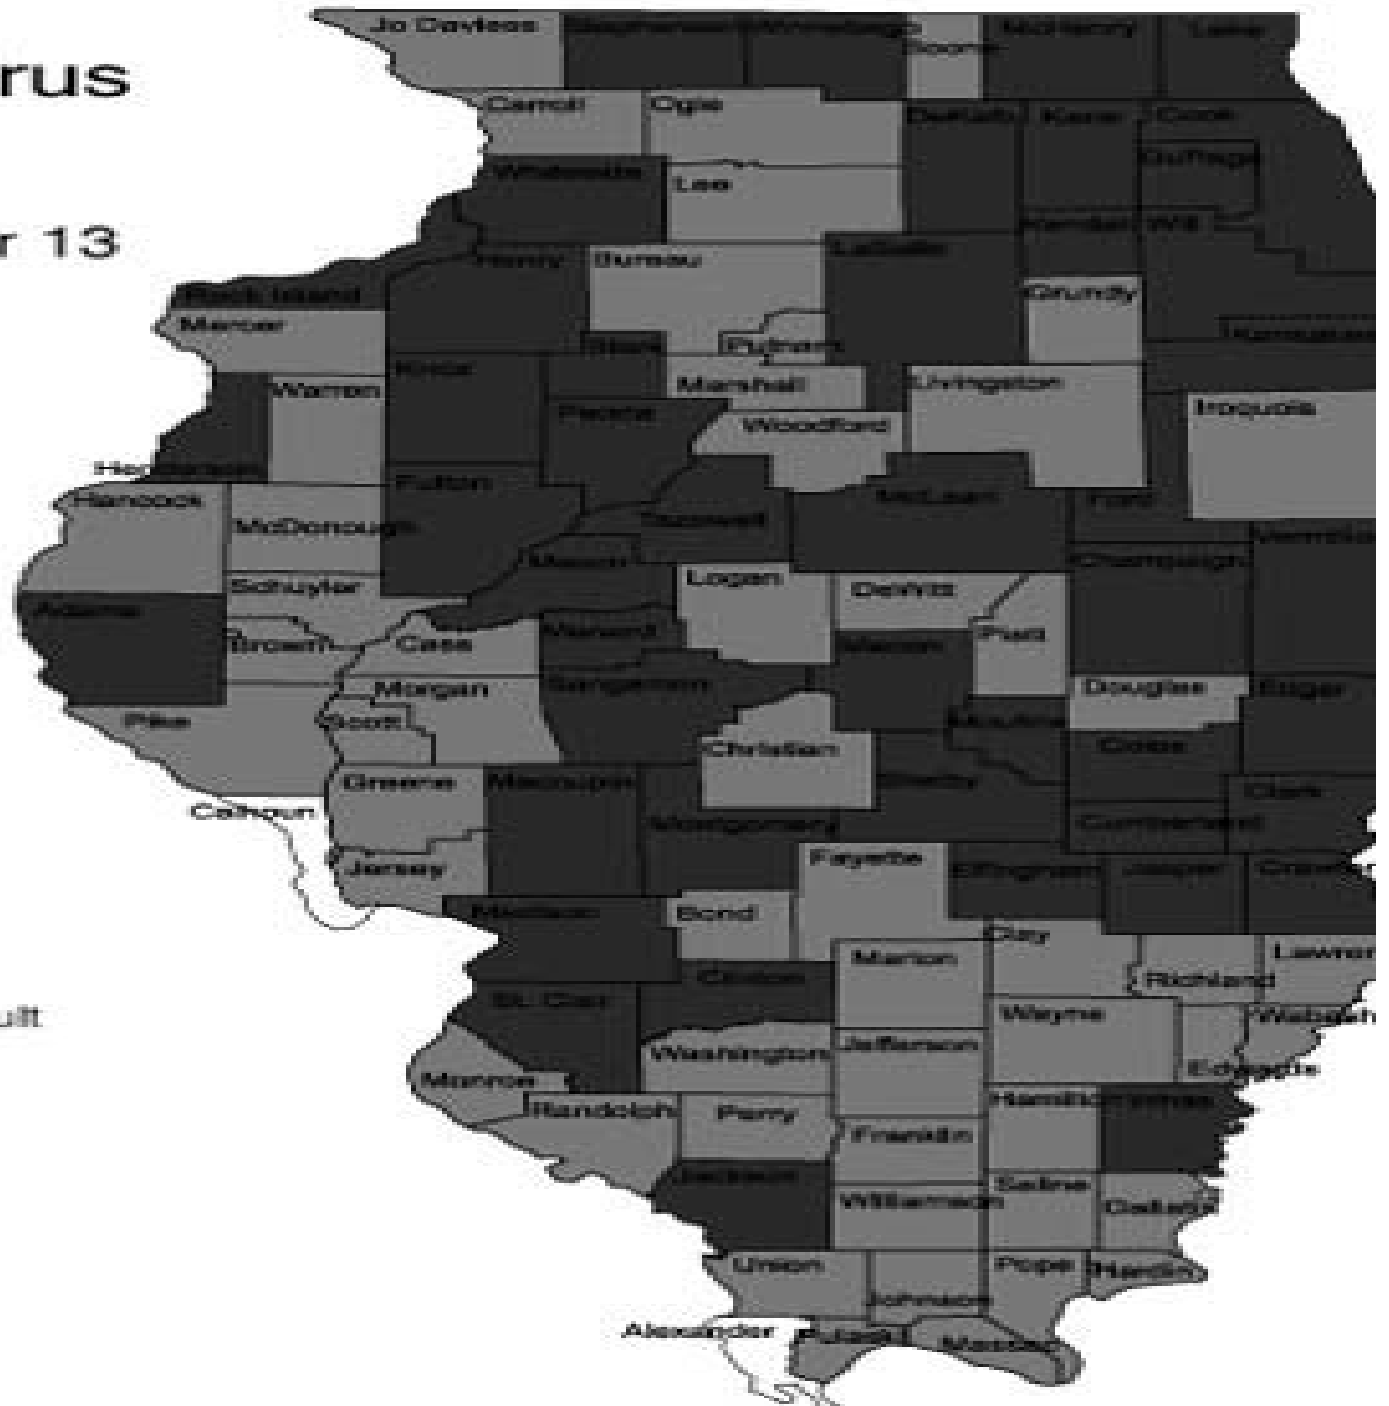 Jo Daviess
Stephenson
Winnebago
Boone
McHenry
Lake
rus
Carroll
Ogle
DeKalb
Kane
Cook
DuPage
Whiteside
Lee
r 13
Kendall
Will
Henry
Bureau
LaSalle
Rock Island
Grundy
Mercer
Stark
Putnam
Knox
Warren
Marshall
Livingston
Peoria
Woodford
Iroquois
Henderson
Hancock
Fulton
McLean
Ford
McDonough
Tazewell
Mason
Champaign
Schuyler
Logan
DeWitt
Adams
Brown
Cass
Menard
Macon
Piatt
Morgan
Sangamon
Douglas
Edgar
Pike
Scott
Moultrie
Christian
Coles
Greene
Macoupin
Shelby
Clark
Calhoun
Montgomery
Cumberland
Jersey
Fayette
Effingham
Jasper
Madison
Bond
Clay
Marion
Richland
Clinton
St. Clair
ult
Wayne
Washington
Jefferson
Monroe
Edwards
Randolph
Perry
Franklin
Jackson
Saline
Williamson
Union
Pope
Hardin
Johnson
Alexander
Pulaski